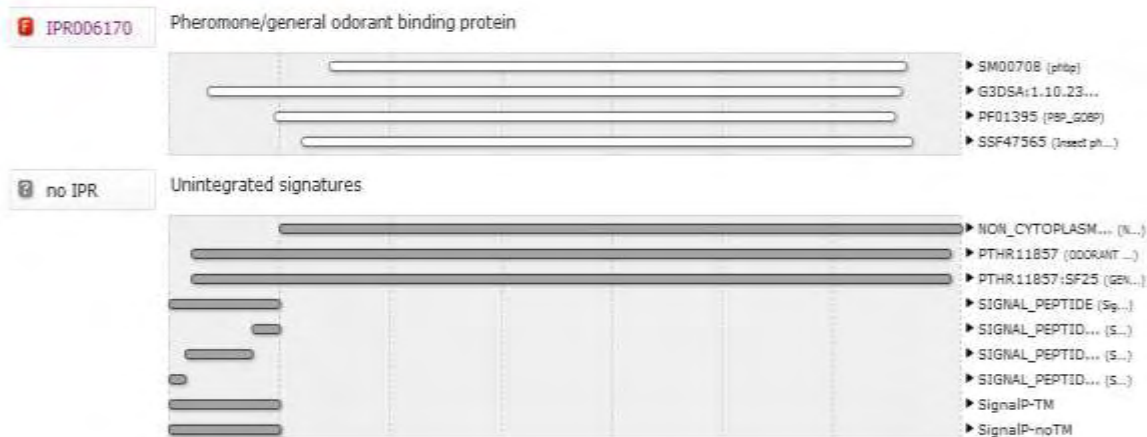 F IPR006170 Pheromone/general odorant binding protein
SM00708 (phbp)
G3DSA:1.10.23...
PF01395 (PBP_GOBP)
SSF47565 (Insect ph...)
? no IPR Unintegrated signatures
NON_CYTOPLASM... (N...)
PTHR11857 (ODORANT ...)
PTHR11857:SF25 (GEN...)
SIGNAL_PEPTIDE (Sig...)
SIGNAL_PEPTID... (S...)
SIGNAL_PEPTID... (S...)
SIGNAL_PEPTID... (S...)
SignalP-TM
SignalP-noTM